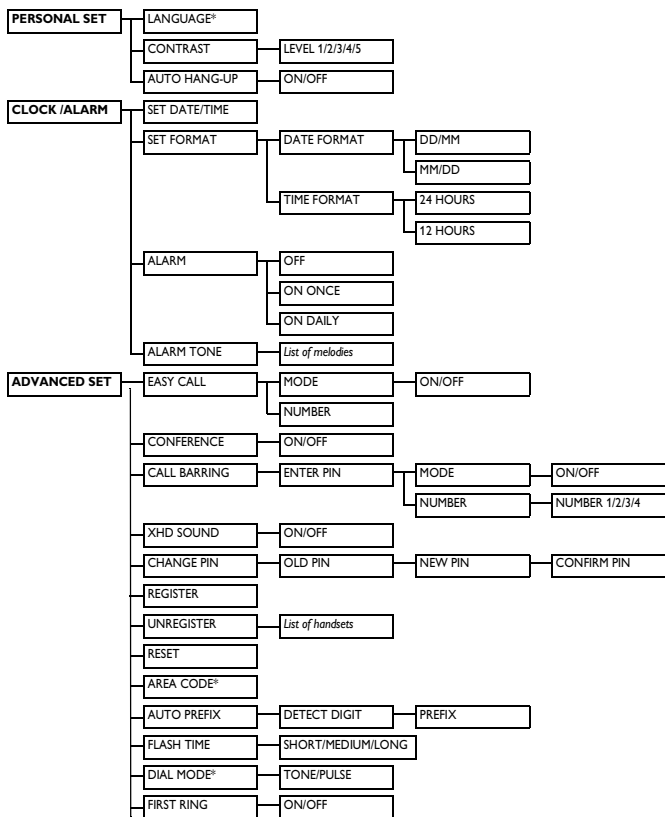 PERSONAL SET
LANGUAGE*
CONTRAST
LEVEL 1/2/3/4/5
AUTO HANG-UP
ON/OFF
CLOCK /ALARM
SET DATE/TIME
SET FORMAT
DATE FORMAT
DD/MM
MM/DD
TIME FORMAT
24 HOURS
12 HOURS
ALARM
OFF
ON ONCE
ON DAILY
ALARM TONE
List of melodies
ADVANCED SET
EASY CALL
MODE
ON/OFF
NUMBER
CONFERENCE
ON/OFF
CALL BARRING
ENTER PIN
MODE
ON/OFF
NUMBER
NUMBER 1/2/3/4
XHD SOUND
ON/OFF
CHANGE PIN
OLD PIN
NEW PIN
CONFIRM PIN
REGISTER
UNREGISTER
List of handsets
RESET
AREA CODE*
AUTO PREFIX
DETECT DIGIT
PREFIX
FLASH TIME
SHORT/MEDIUM/LONG
DIAL MODE*
TONE/PULSE
FIRST RING
ON/OFF